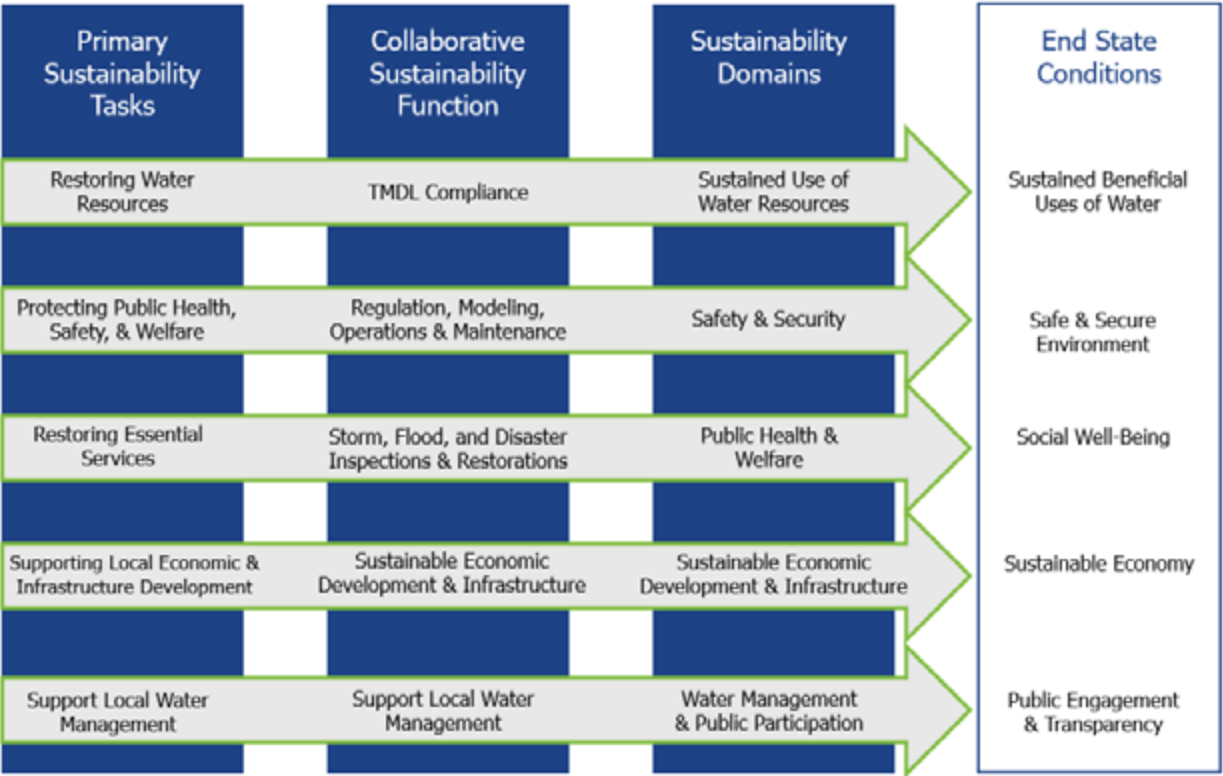 Primary
Sustainability
Tasks
Collaborative
Sustainability
Function
Sustainability
Domains
End State
Conditions
Restoring Water
Resources
TMDL Compliance
Sustained Use of
Water Resources
Sustained Beneficial
Uses of Water
Protecting Public Health,
Safety, & Welfare
Regulation, Modeling,
Operations & Maintenance
Safety & Security
Safe & Secure
Environment
Restoring Essential
Services
Storm, Flood, and Disaster
Inspections & Restorations
Public Health &
Welfare
Social Well-Being
Supporting Local Economic &
Infrastructure Development
Sustainable Economic
Development & Infrastructure
Sustainable Economic
Development & Infrastructure
Sustainable Economy
Support Local Water
Management
Support Local Water
Management
Water Management
& Public Participation
Public Engagement
& Transparency